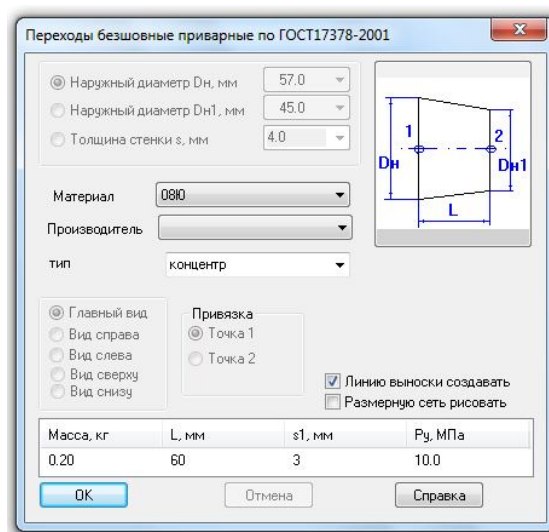 Переходы безшовные приварные по ГОСТ17378-2001
Наружный диаметр Dн, мм 57.0
Наружный диаметр Dн1, мм 45.0
Толщина стенки s, мм 4.0
1 2
Dн Dн1
L
Материал 08Ю
Производитель
тип концентр
Главный вид
Вид справа
Вид слева
Вид сверху
Вид снизу
Привязка
Точка 1
Точка 2
Линию выноски создавать
Размерную сеть рисовать
Масса, кг L, мм s1, мм Py, МПа
0.20 60 3 10.0
OK Отмена Справка